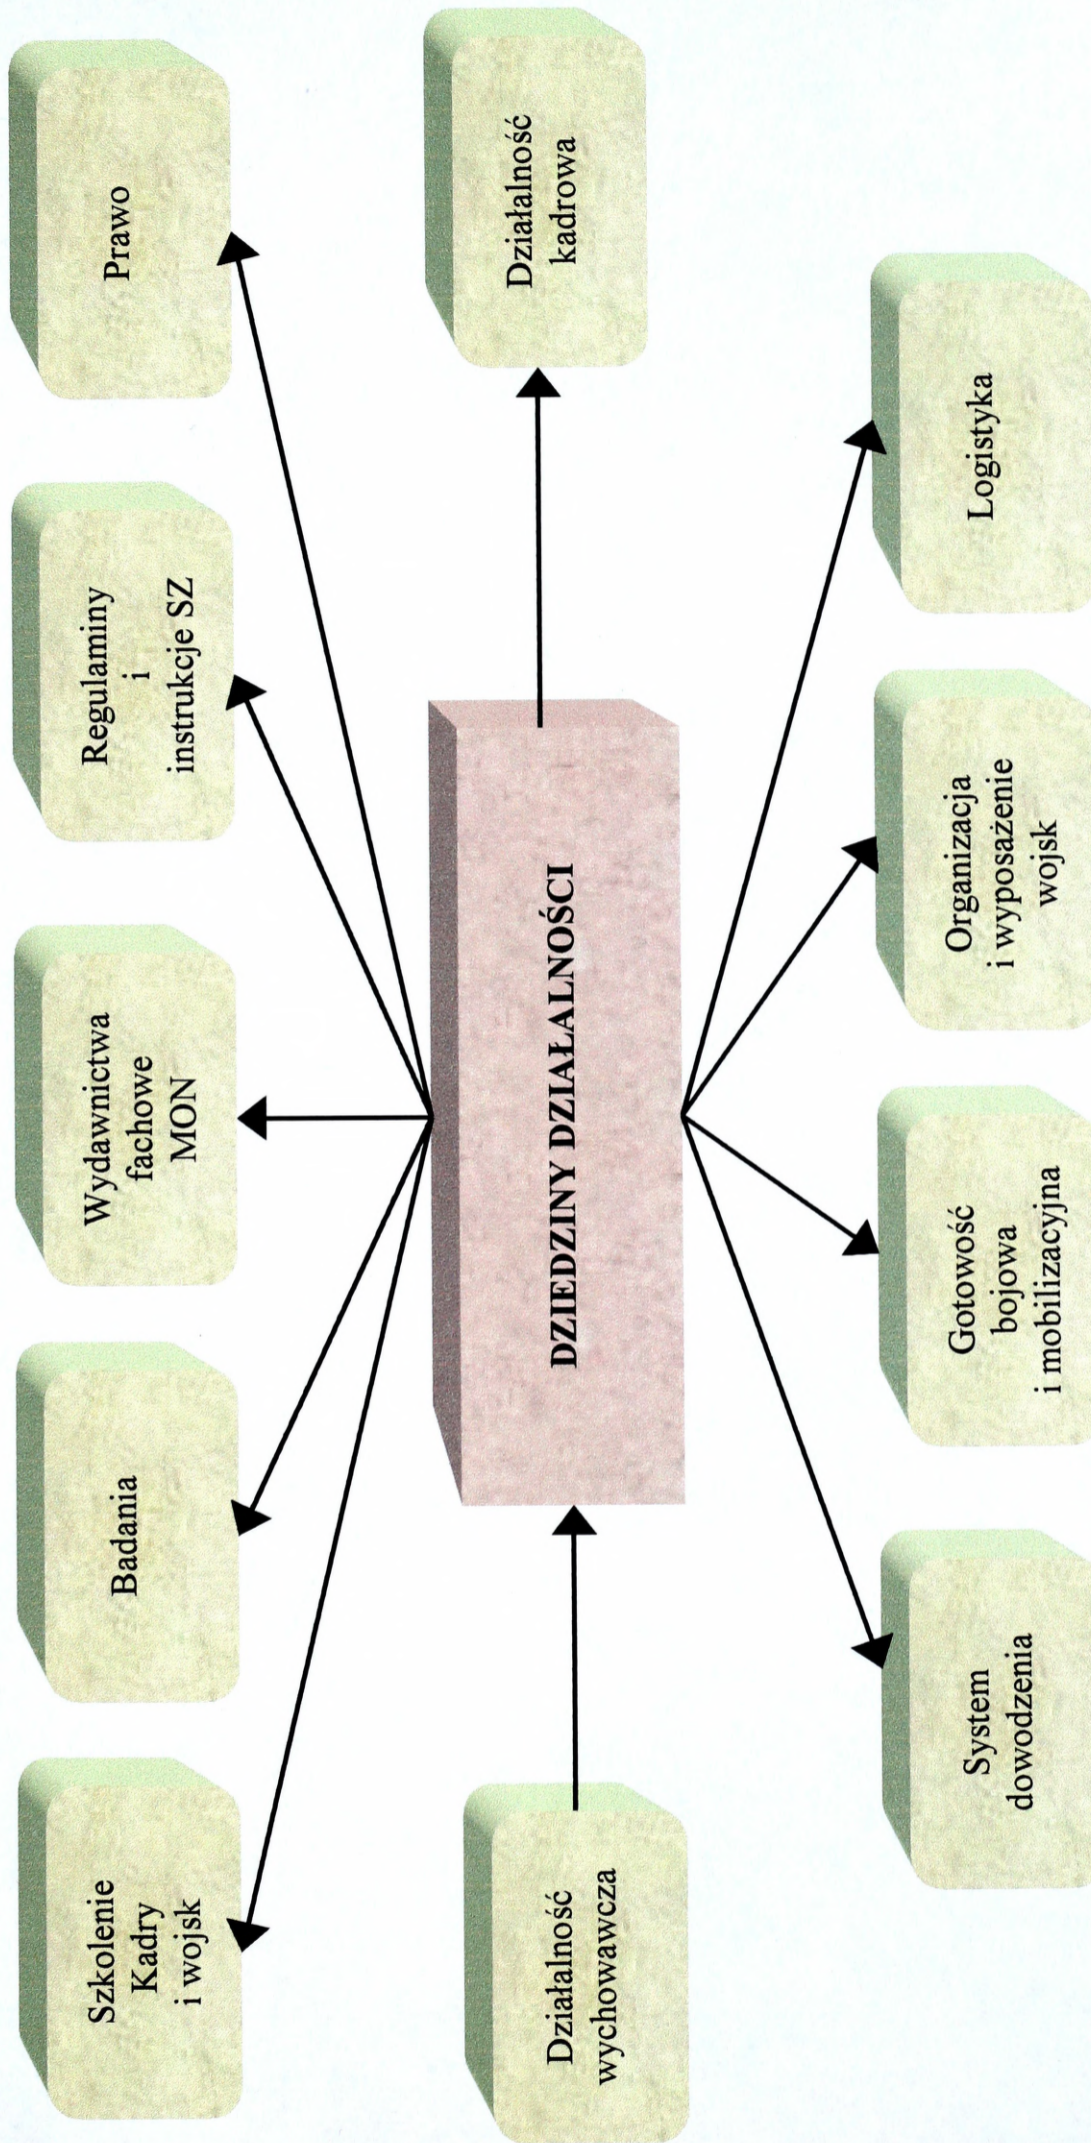 Szkolenie
Kadry
i wojsk
Badania
Wydawnictwa
fachowe
MON
Regulaminy
i
instrukcje SZ
Prawo
Działalność
wychowawcza
DZIEDZINY DZIAŁALNOŚCI
Działalność
kadrowa
System
dowodzenia
Gotowość
bojowa
i mobilizacyjna
Organizacja
i wyposażenie
wojsk
Logistyka